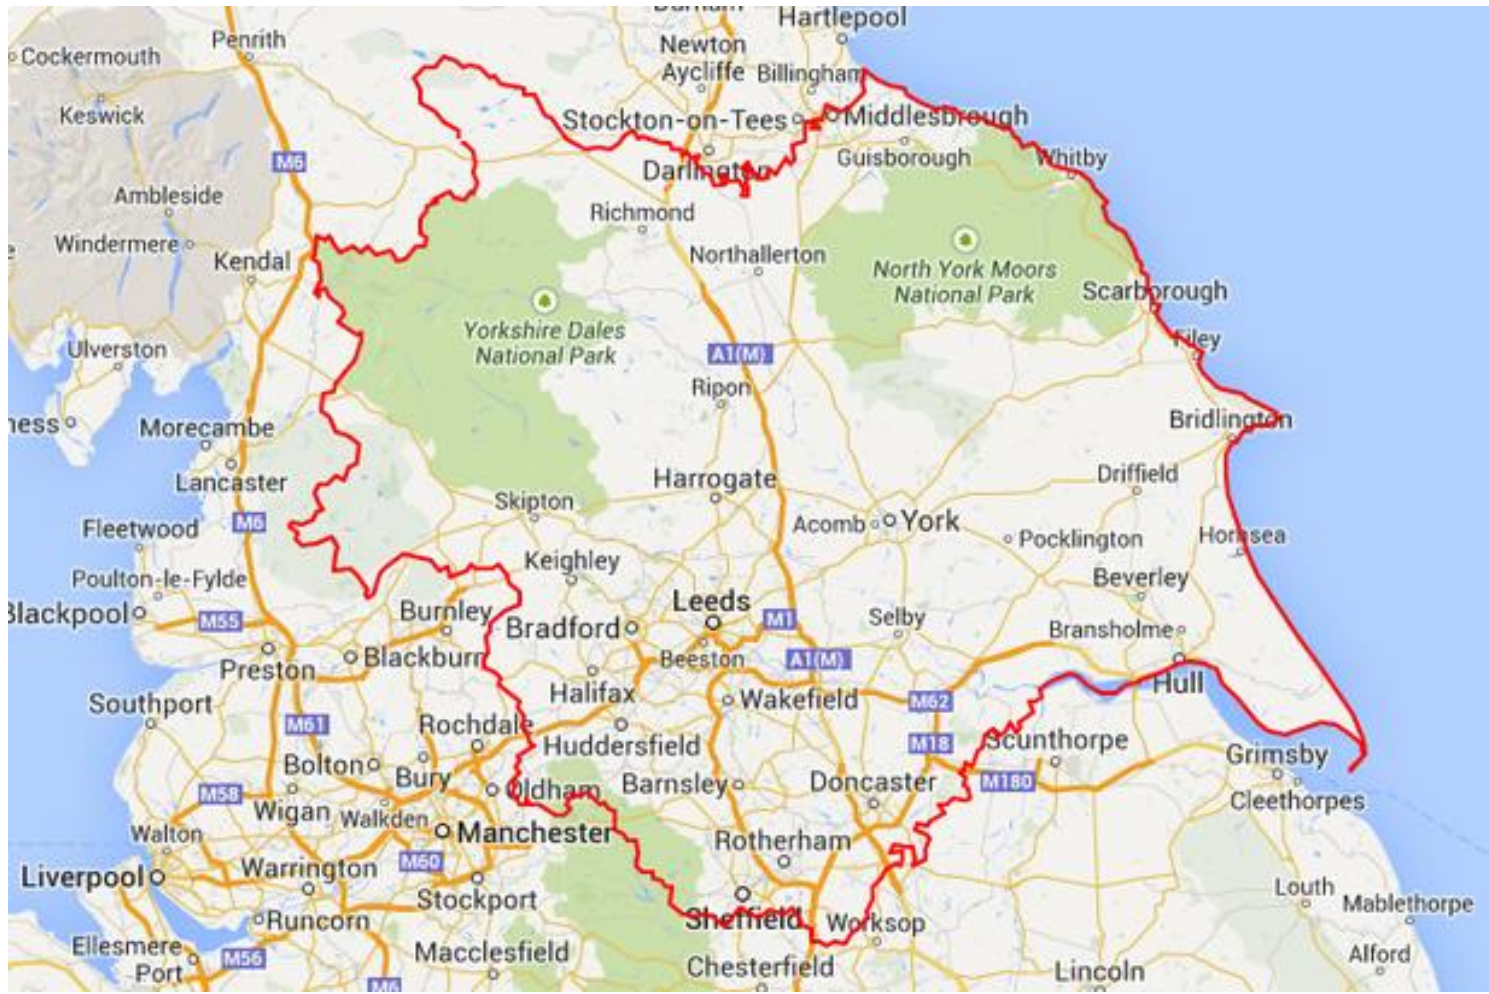 Hartlepool
Penrith
Cockermouth
Newton
Aycliffe
Billingham
Keswick
Stockton-on-Tees
Middlesbrough
M6
Darlington
Guisborough
Whitby
Ambleside
Richmond
Windermere
Kendal
Northallerton
North York Moors
National Park
Scarborough
Yorkshire Dales
National Park
Ulverston
A1(M)
Filey
Ripon
ness
Morecambe
Bridlington
Lancaster
Harrogate
Driffield
Skipton
M6
Fleetwood
Acomb
York
Pocklington
Hornsea
Keighley
Poulton-le-Fylde
Beverley
Blackpool
M55
Burnley
Leeds
Bradford
M1
Selby
Bransholme
Preston
Blackburn
Beeston
A1(M)
Halifax
Wakefield
Hull
M62
Southport
M61
Rochdale
Huddersfield
M18
Scunthorpe
Grimsby
Bolton
Bury
Oldham
Barnsley
Doncaster
M180
Cleethorpes
M58
Wigan
Walkden
Walton
Manchester
Rotherham
Liverpool
Warrington
M60
Stockport
Louth
Mablethorpe
Runcorn
Sheffield
Worksop
Ellesmere
Port
M56
Macclesfield
Chesterfield
Lincoln
Alford
M6